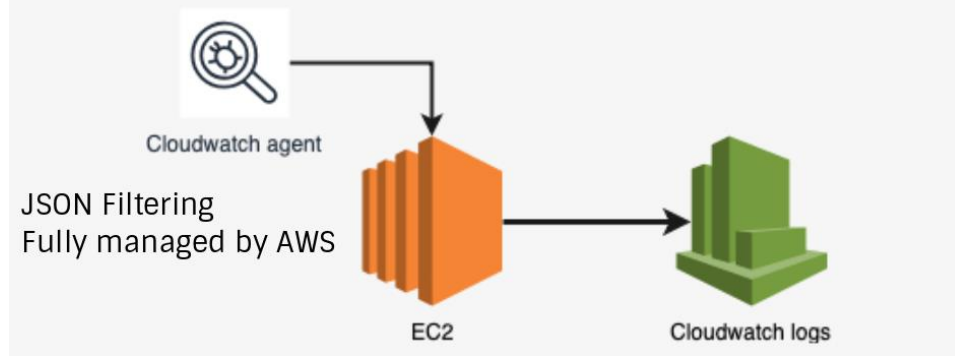 Cloudwatch agent
JSON Filtering
Fully managed by AWS
EC2
Cloudwatch logs